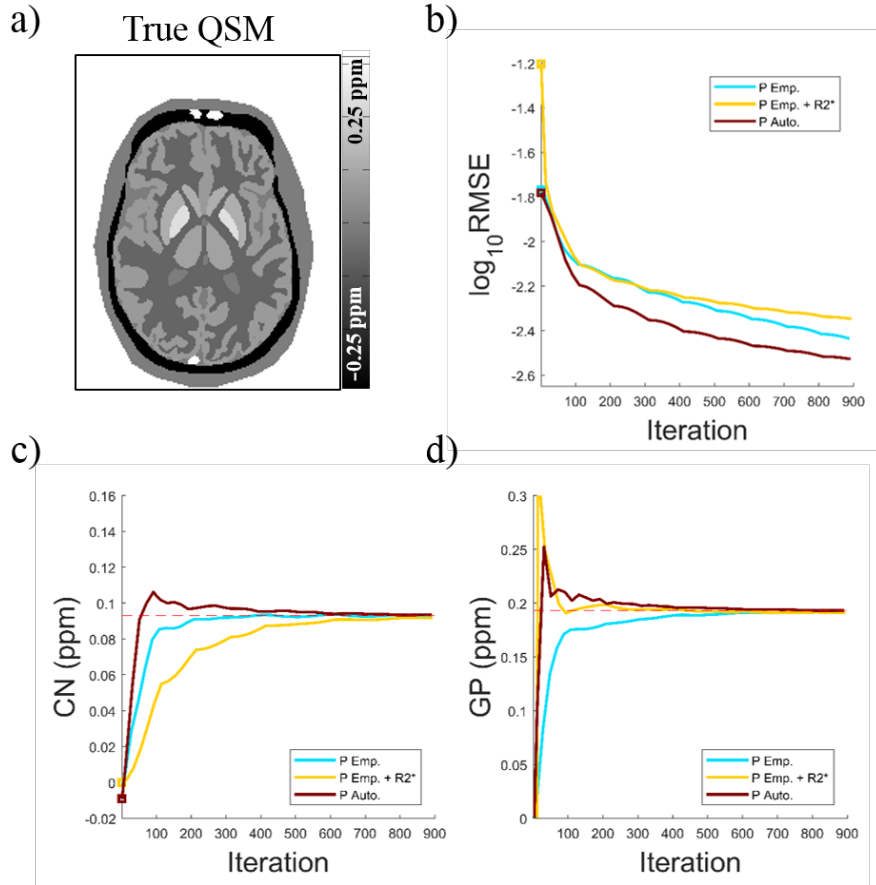 a)
True QSM
0.25 ppm
−0.25 ppm
b)
-1.2
-1.4
-1.6
-1.8
-2
-2.2
-2.4
-2.6
log10RMSE
P Emp.
P Emp. + R2*
P Auto.
100 200 300 400 500 600 700 800 900
Iteration
c)
0.16
0.14
0.12
0.1
0.08
0.06
0.04
0.02
0
-0.02
CN (ppm)
P Emp.
P Emp. + R2*
P Auto.
100 200 300 400 500 600 700 800 900
Iteration
d)
0.3
0.25
0.2
0.15
0.1
0.05
0
GP (ppm)
P Emp.
P Emp. + R2*
P Auto.
100 200 300 400 500 600 700 800 900
Iteration